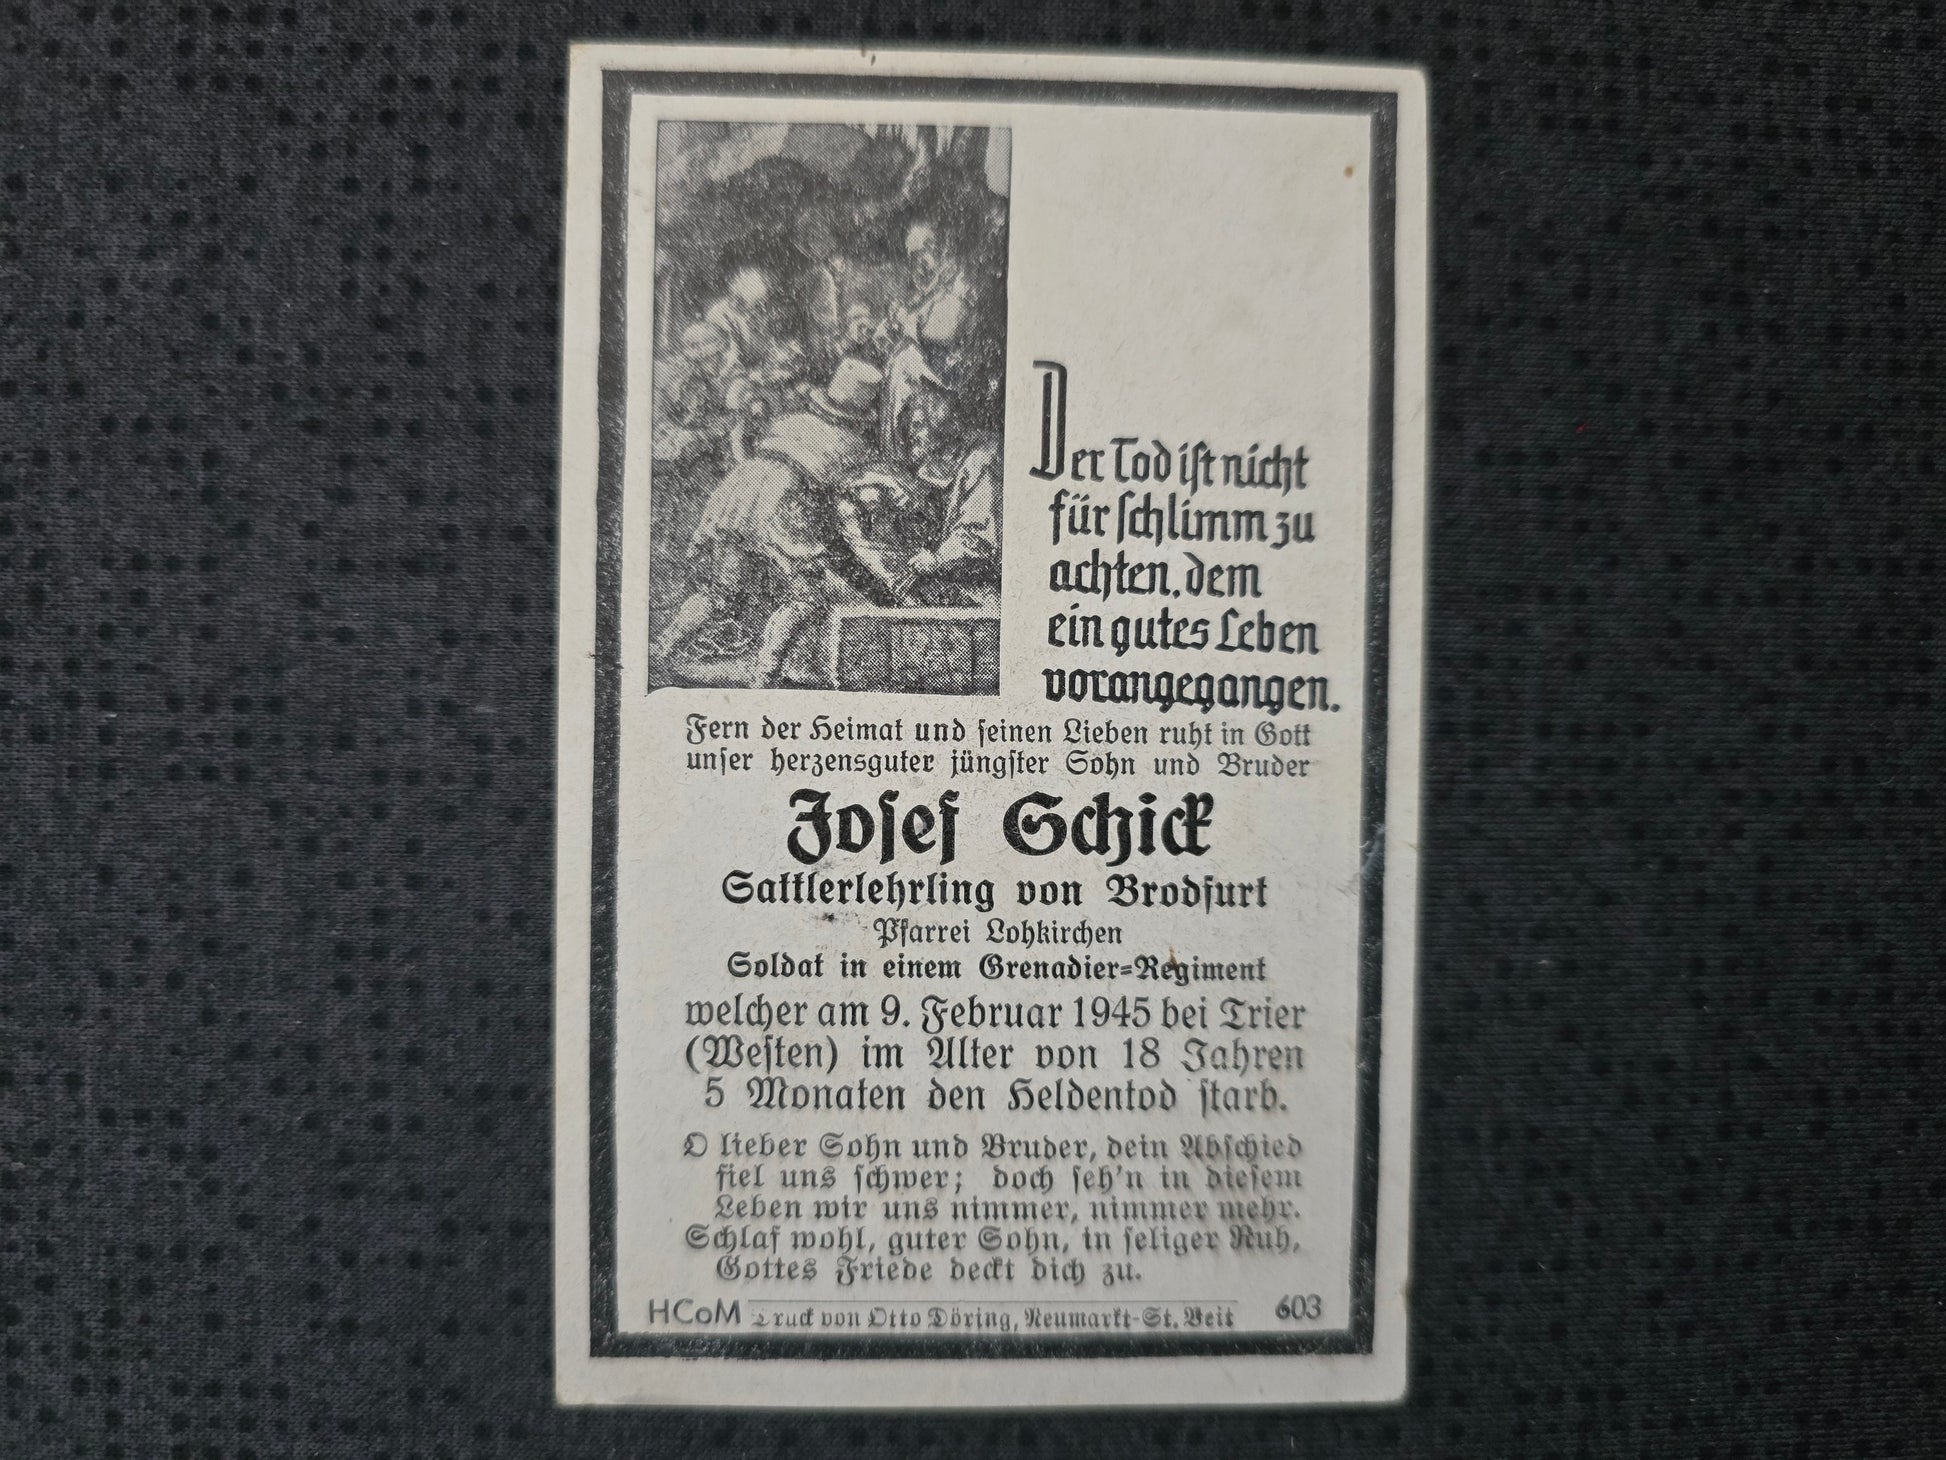 Der Tod ist nicht
für schlimm zu
achten, dem
ein gutes Leben
vorangegangen.
Fern der Heimat und seinen Lieben ruht in Gott
unser herzensguter jüngster Sohn und Bruder
Josef Schick
Sattlerlehrling von Brodfurt
Pfarrei Lohkirchen
Soldat in einem Grenadier=Regiment
welcher am 9. Februar 1945 bei Trier
(Westen) im Alter von 18 Jahren
5 Monaten den Heldentod starb.
O lieber Sohn und Bruder, dein Abschied
fiel uns schwer; doch seh'n in diesem
Leben wir uns nimmer, nimmer mehr.
Schlaf wohl, guter Sohn, in seliger Ruh,
Gottes Friede deckt dich zu.
HCoM Druck von Otto Döring, Neumarkt-St. Veit 603